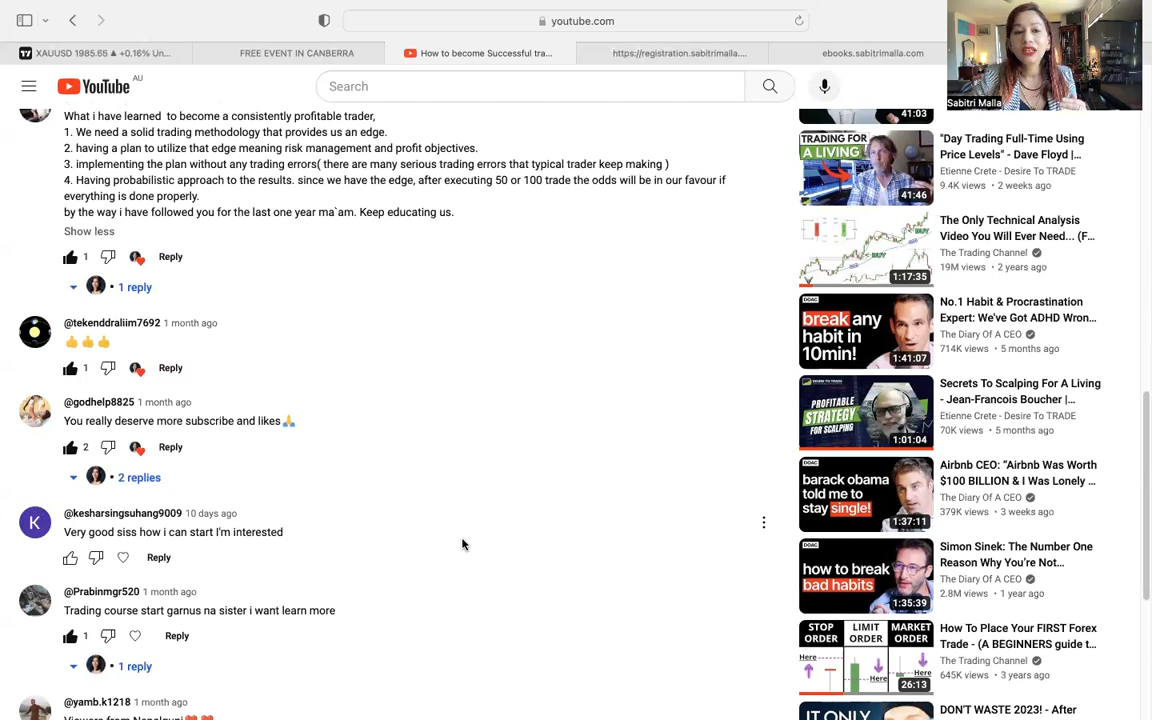 youtube.com
XAUUSD 1985.65 ▲ +0.16% Un...
FREE EVENT IN CANBERRA
How to become Successful tra...
https://registration.sabitrimalla....
ebooks.sabitrimalla.com
Sabitri Malla
YouTube AU
Search
What i have learned to become a consistently profitable trader,
1. We need a solid trading methodology that provides us an edge.
2. having a plan to utilize that edge meaning risk management and profit objectives.
3. implementing the plan without any trading errors( there are many serious trading errors that typical trader keep making )
4. Having probabilistic approach to the results. since we have the edge, after executing 50 or 100 trade the odds will be in our favour if
everything is done properly.
by the way i have followed you for the last one year ma`am. Keep educating us.
Show less
1 Reply
1 reply
@tekenddraliim7692 1 month ago
👍👍👍
1 Reply
@godhelp8825 1 month ago
You really deserve more subscribe and likes🙏
2 Reply
2 replies
@kesharsingsuhang9009 10 days ago
K
Very good siss how i can start I'm interested
Reply
@Prabinmgr520 1 month ago
Trading course start garnus na sister i want learn more
1 Reply
1 reply
@yamb.k1218 1 month ago
41:03
TRADING FOR
A LIVING
41:46
"Day Trading Full-Time Using
Price Levels" - Dave Floyd |...
Etienne Crete - Desire To TRADE
9.4K views • 2 weeks ago
BUY
BUY
1:17:35
The Only Technical Analysis
Video You Will Ever Need... (F...
The Trading Channel
19M views • 2 years ago
DOAC
break any
habit in
10min!
1:41:07
No.1 Habit & Procrastination
Expert: We've Got ADHD Wron...
The Diary Of A CEO
714K views • 5 months ago
DESIRE TO TRADE
PROFITABLE
STRATEGY
FOR SCALPING
1:01:04
Secrets To Scalping For A Living
- Jean-Francois Boucher |...
Etienne Crete - Desire To TRADE
70K views • 5 months ago
DOAC
barack obama
told me to
stay single!
1:37:11
Airbnb CEO: “Airbnb Was Worth
$100 BILLION & I Was Lonely ...
The Diary Of A CEO
379K views • 3 weeks ago
DOAC
how to break
bad habits
1:35:39
Simon Sinek: The Number One
Reason Why You're Not...
The Diary Of A CEO
2.8M views • 1 year ago
STOP ORDER
LIMIT ORDER
MARKET ORDER
Here
Here
Here
26:13
How To Place Your FIRST Forex
Trade - (A BEGINNERS guide t...
The Trading Channel
645K views • 3 years ago
IT ONLY
DON'T WASTE 2023! - After